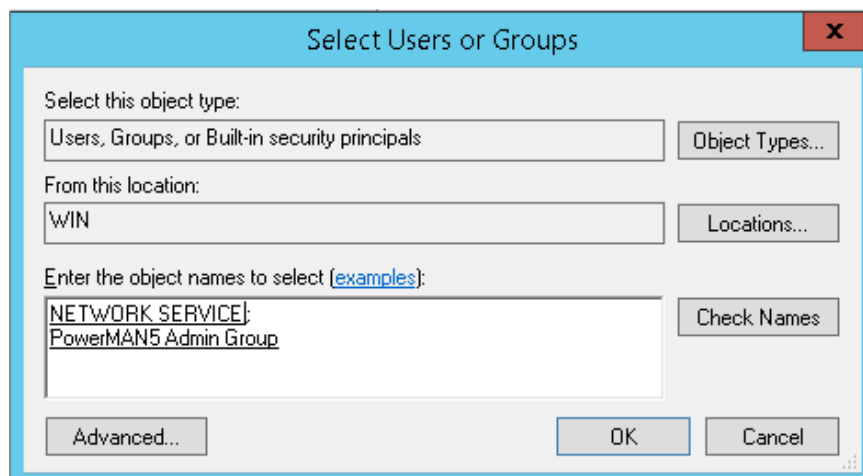 Select Users or Groups
x
Select this object type:
Users, Groups, or Built-in security principals
Object Types...
From this location:
WIN
Locations...
Enter the object names to select (examples):
NETWORK SERVICE;
PowerMAN5 Admin Group
Check Names
Advanced...
OK
Cancel